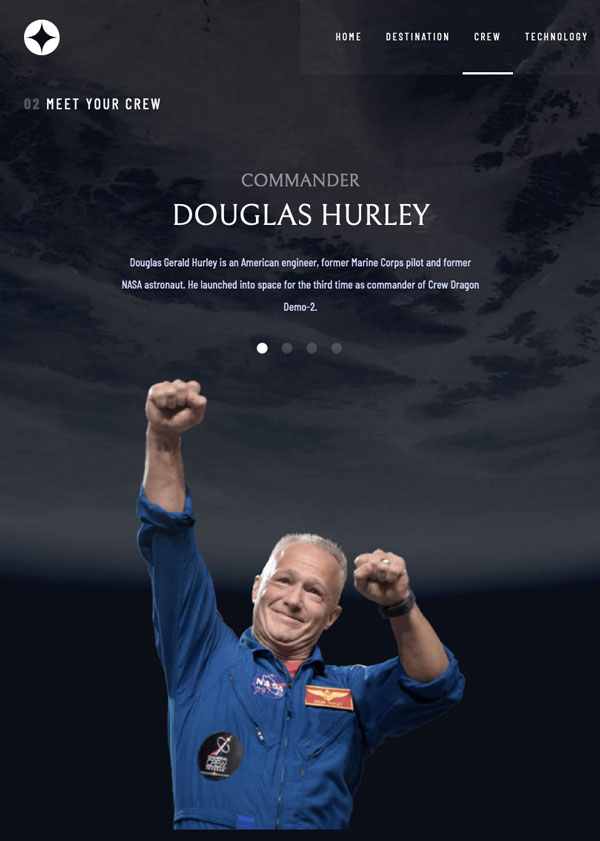 HOME DESTINATION CREW TECHNOLOGY
02 MEET YOUR CREW
COMMANDER
DOUGLAS HURLEY
Douglas Gerald Hurley is an American engineer, former Marine Corps pilot and former
NASA astronaut. He launched into space for the third time as commander of Crew Dragon
Demo-2.
NASA